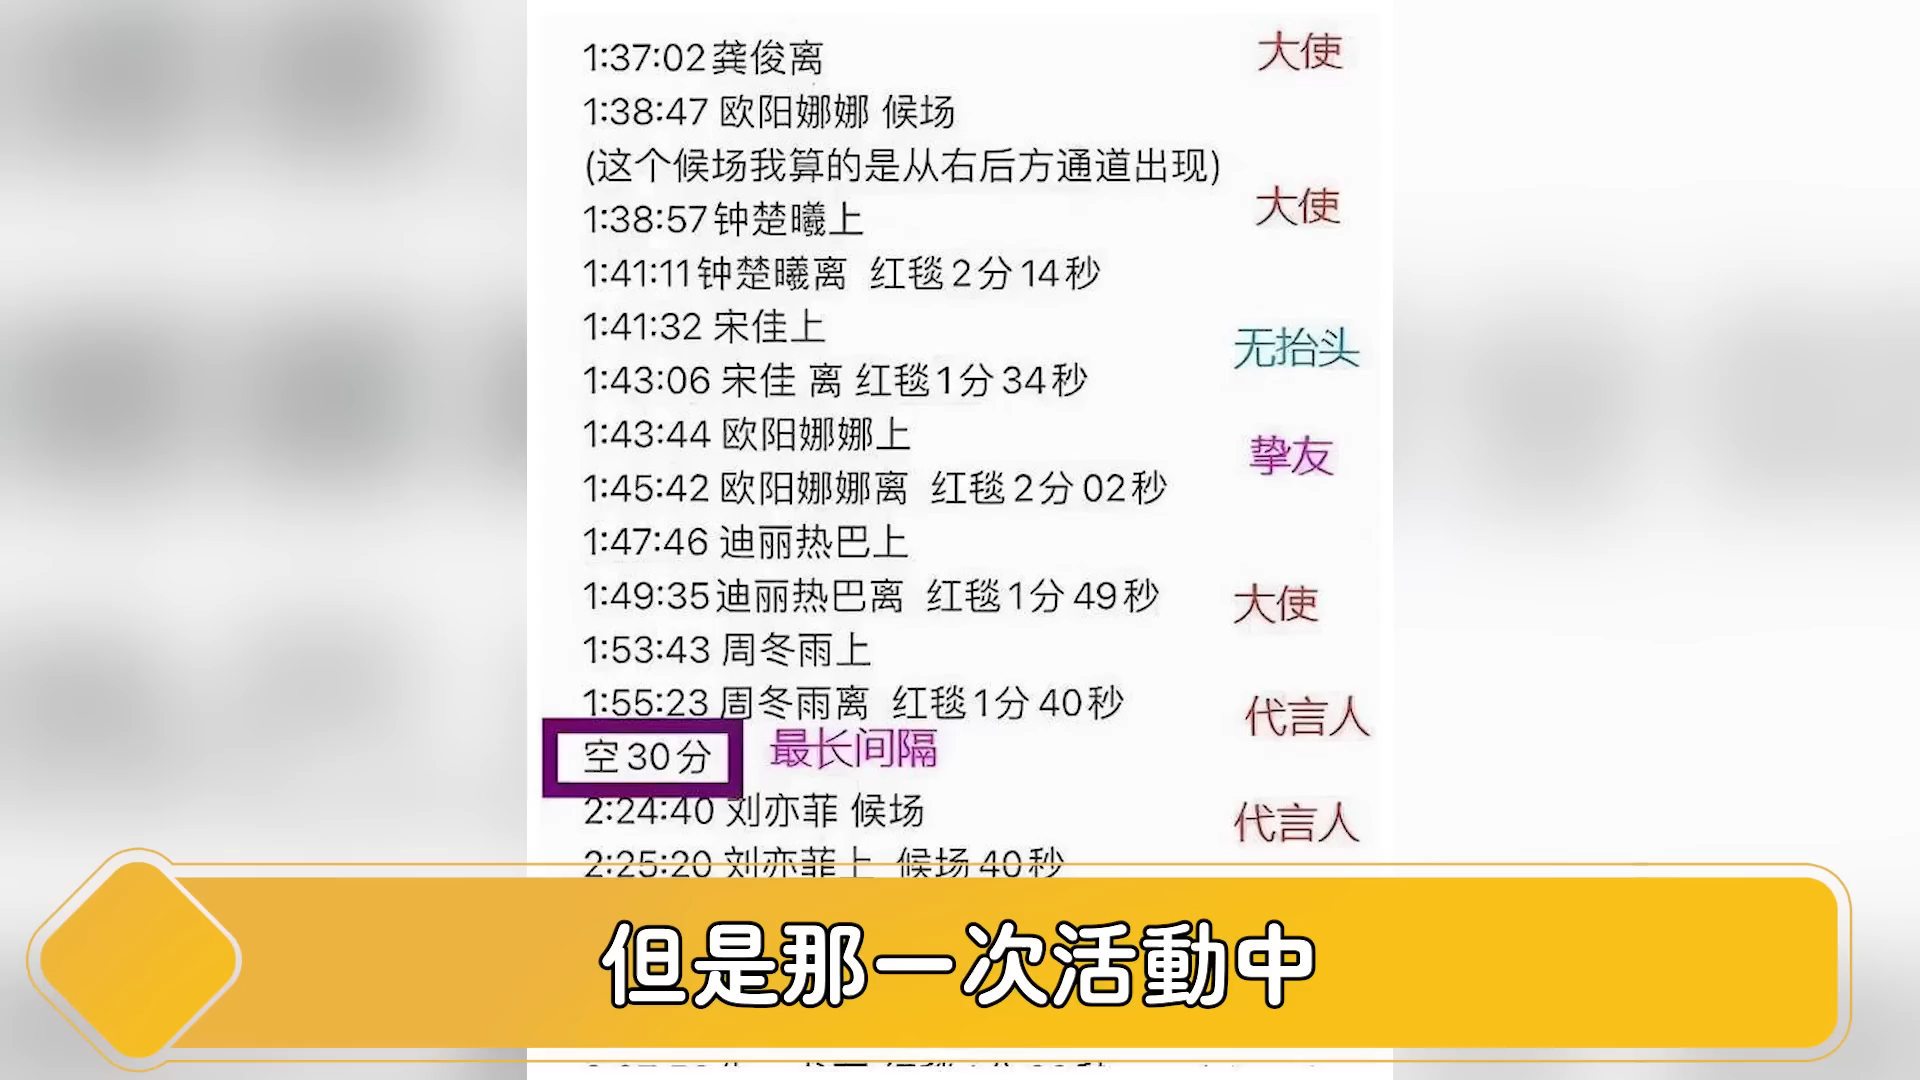 1:37:02龚俊离
大使
1:38:47 欧阳娜娜 候场
(这个候场我算的是从右后方通道出现)
大使
1:38:57钟楚曦上
1:41:11钟楚曦离 红毯2分14秒
1:41:32 宋佳上
无抬头
1:43:06 宋佳 离 红毯1分34秒
1:43:44 欧阳娜娜上
挚友
1:45:42 欧阳娜娜离 红毯2分02秒
1:47:46 迪丽热巴上
1:49:35迪丽热巴离 红毯1分49秒
大使
1:53:43 周冬雨上
1:55:23 周冬雨离 红毯1分40秒
代言人
空30分
最长间隔
2:24:40 刘亦菲 候场
代言人
2:25:20 刘亦菲上 候场40秒
但是那一次活動中